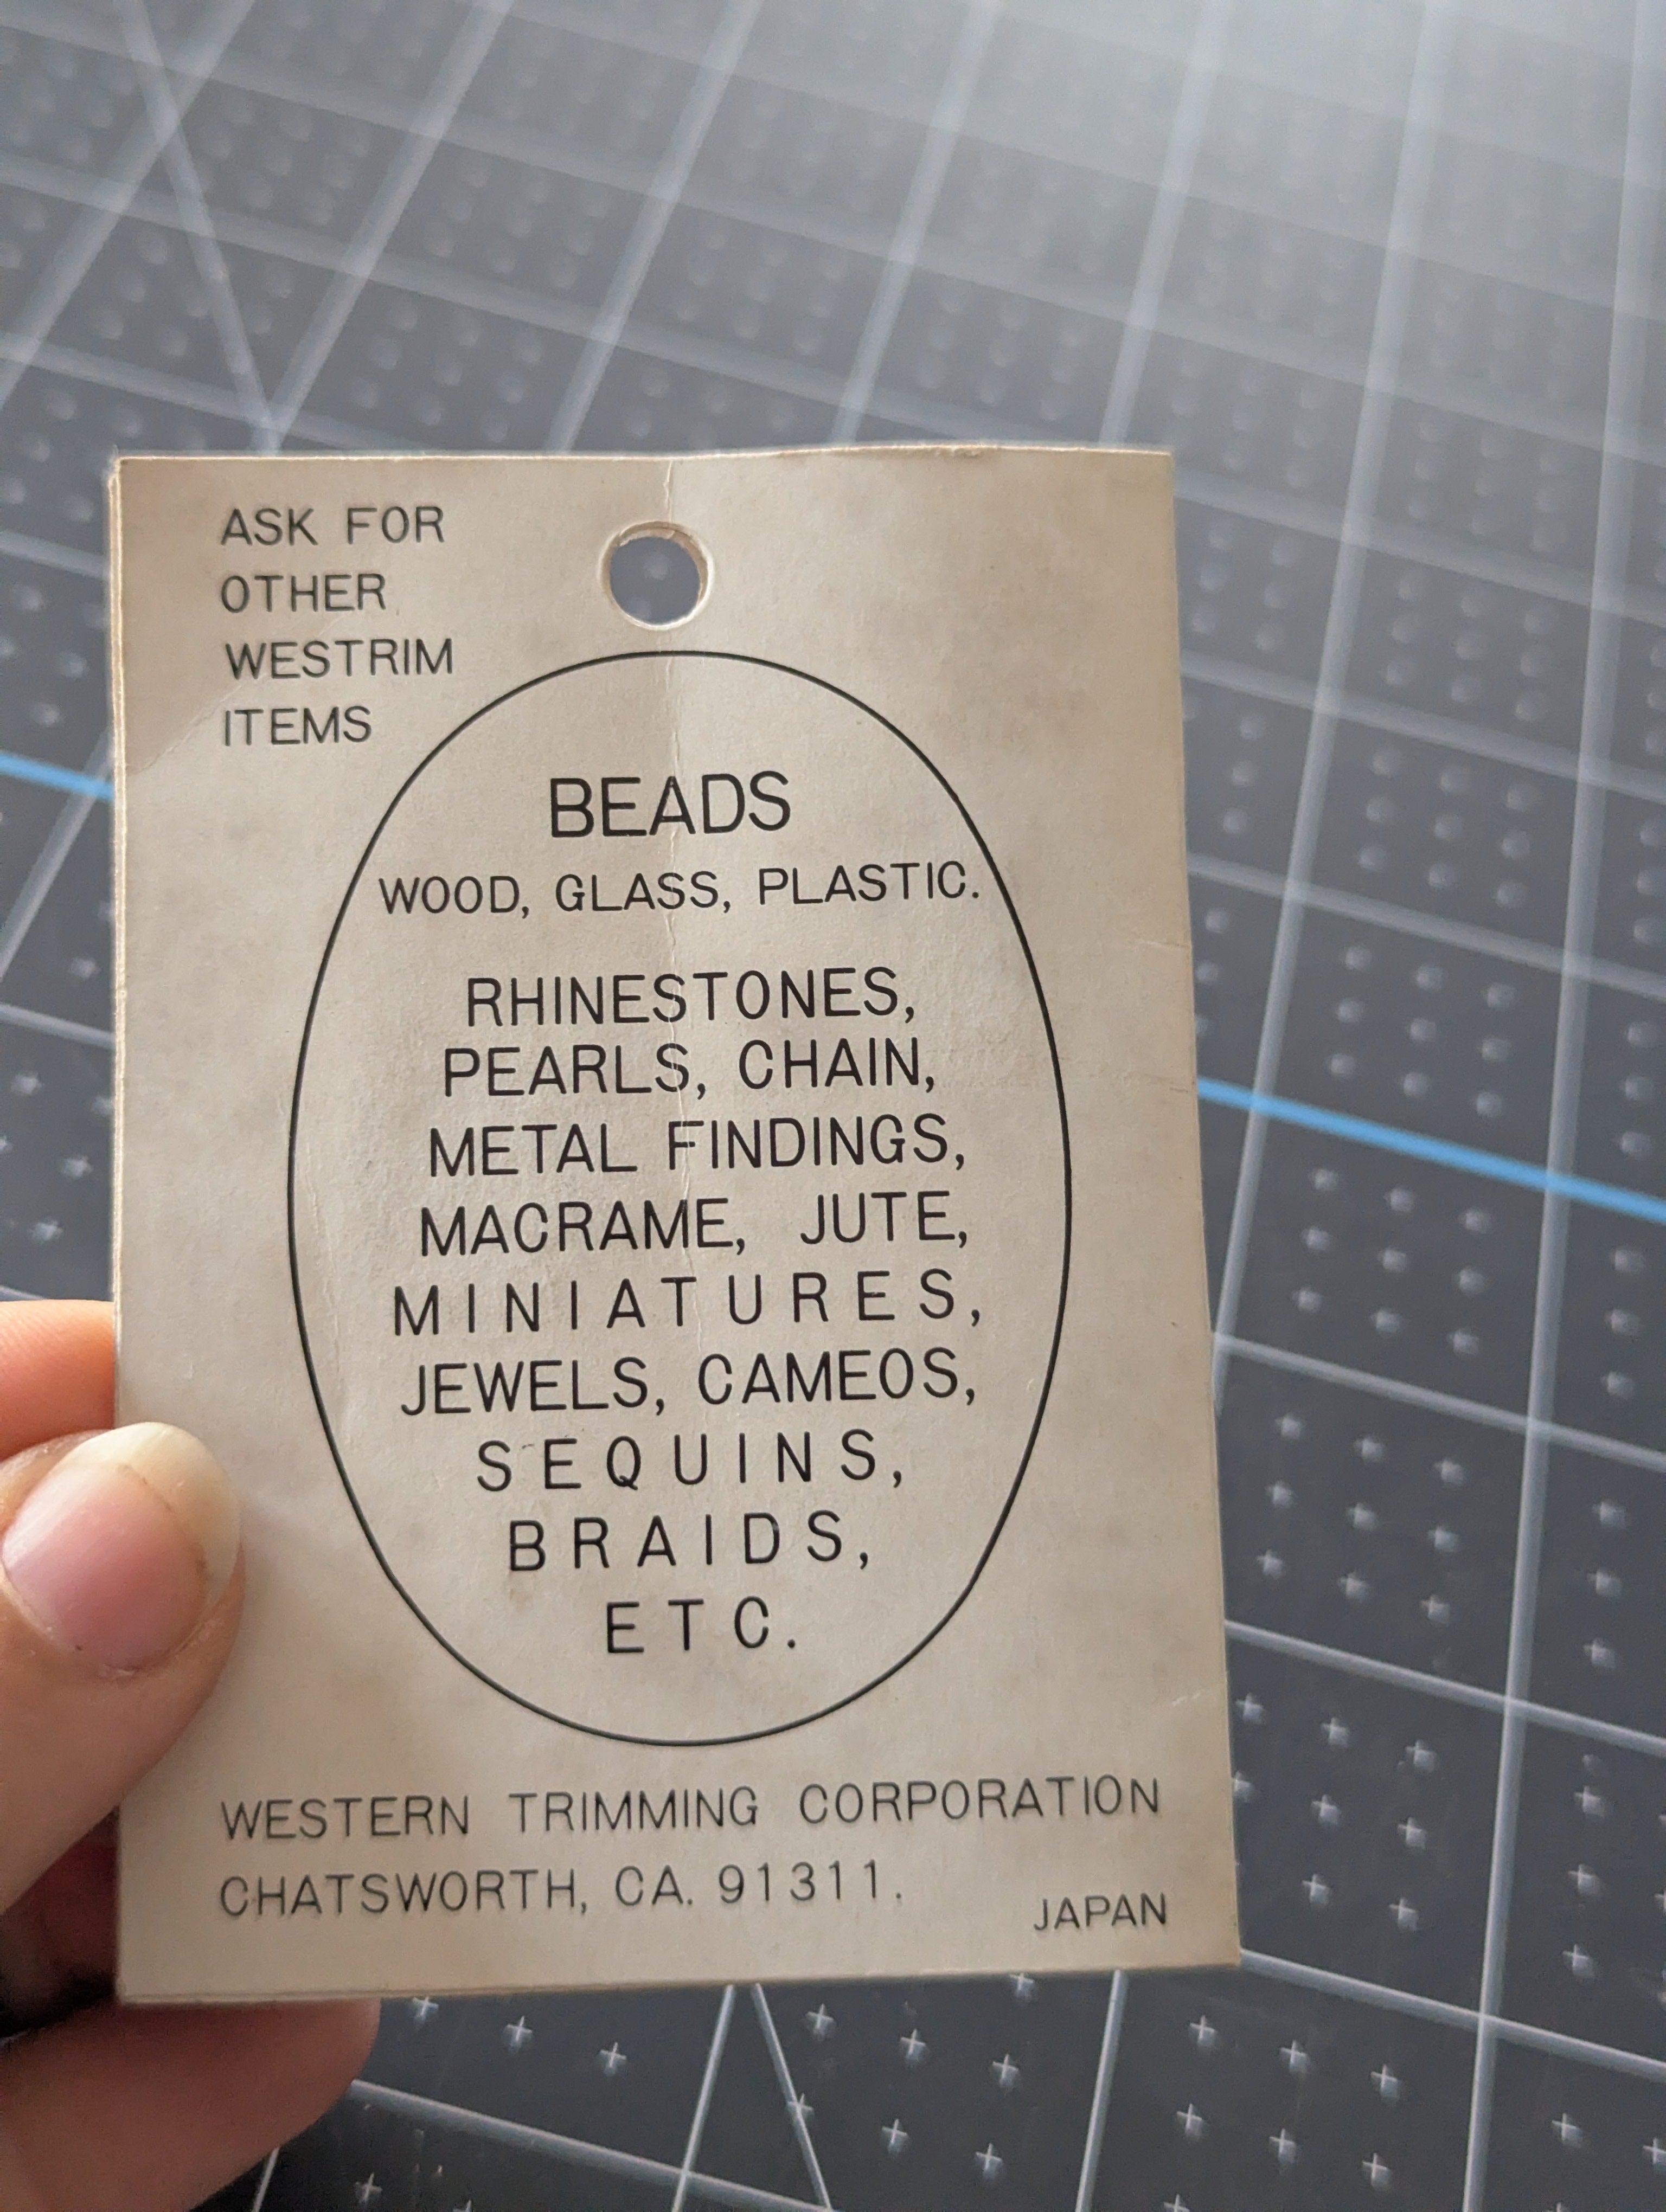 ASK FOR
OTHER
WESTRIM
ITEMS
BEADS
WOOD, GLASS, PLASTIC.
RHINESTONES,
PEARLS, CHAIN,
METAL FINDINGS,
MACRAME, JUTE,
MINIATURES,
JEWELS, CAMEOS,
SEQUINS,
BRAIDS,
ETC.
WESTERN TRIMMING CORPORATION
CHATSWORTH, CA. 91311.
JAPAN